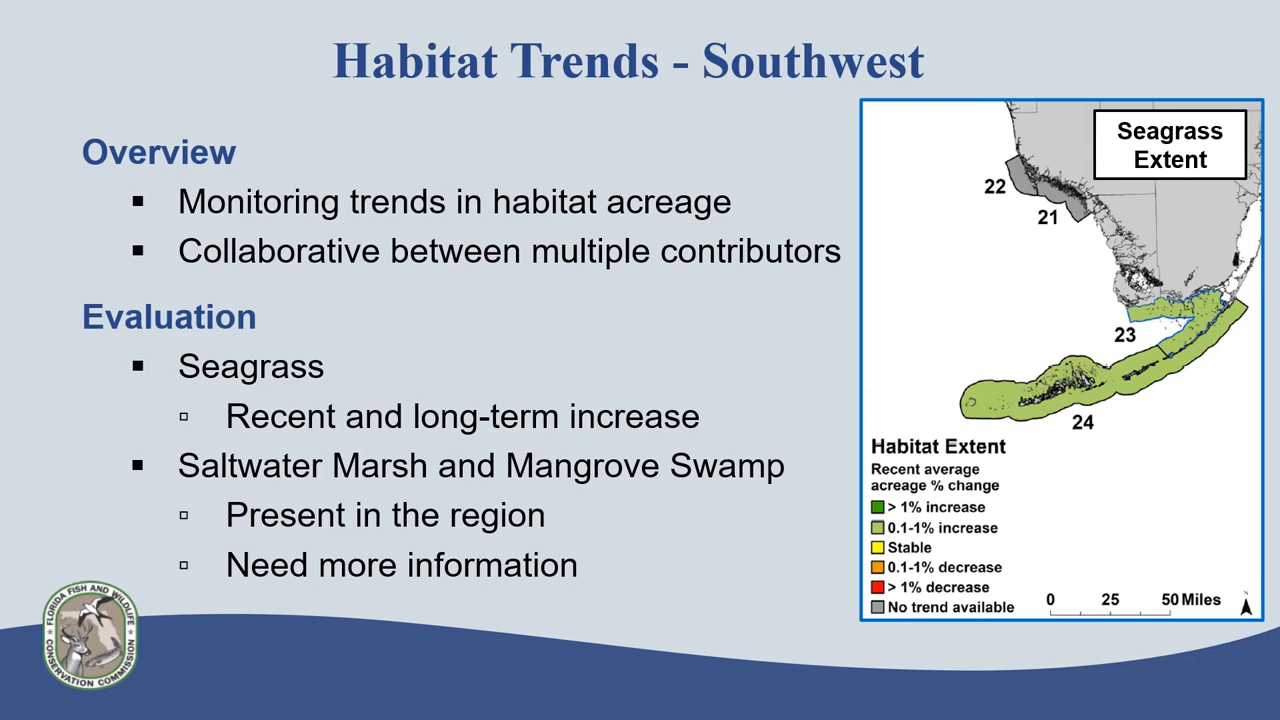 Habitat Trends - Southwest
Overview
▪ Monitoring trends in habitat acreage
▪ Collaborative between multiple contributors
Evaluation
▪ Seagrass
▫ Recent and long-term increase
▪ Saltwater Marsh and Mangrove Swamp
▫ Present in the region
▫ Need more information
Seagrass
Extent
22
21
23
24
Habitat Extent
Recent average
acreage % change
> 1% increase
0.1-1% increase
Stable
0.1-1% decrease
> 1% decrease
No trend available
0 25 50 Miles
N
FLORIDA FISH AND WILDLIFE
CONSERVATION COMMISSION